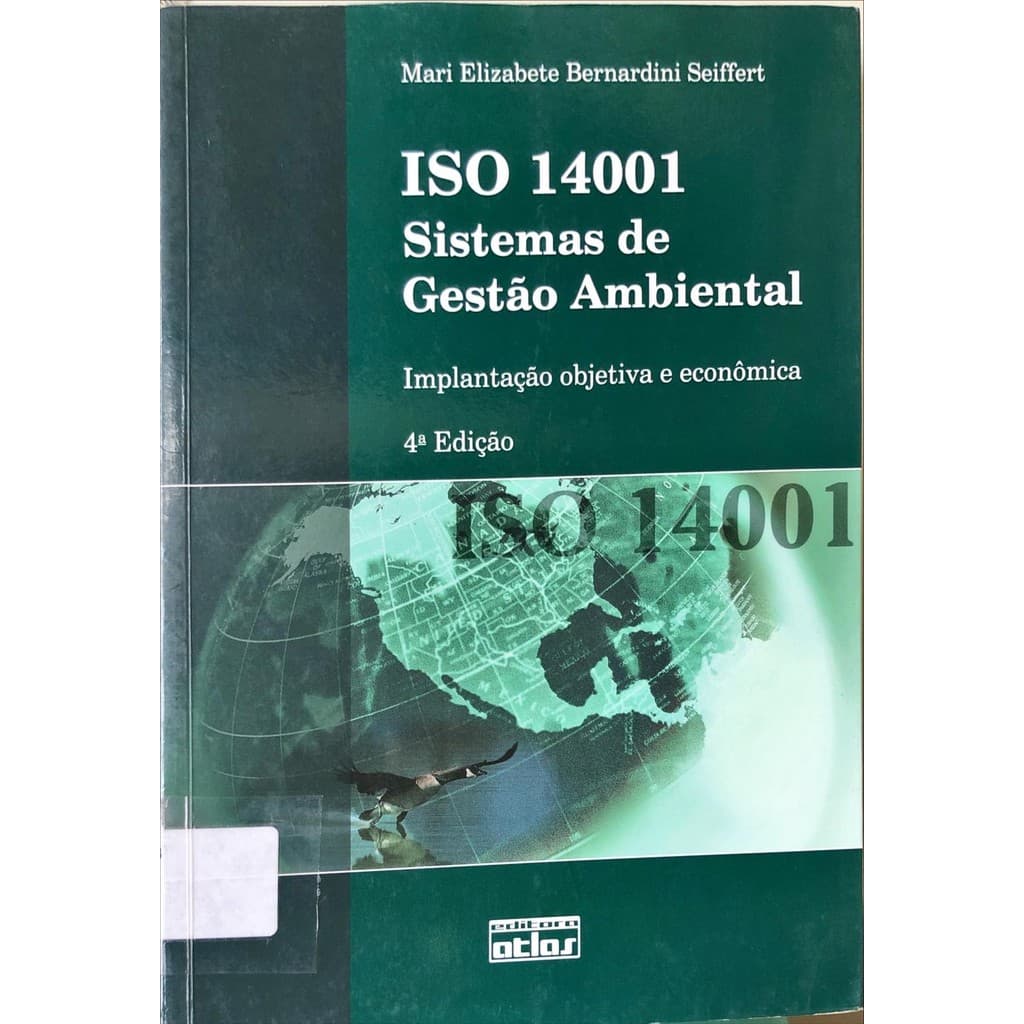 Mari Elizabete Bernardini Seiffert
ISO 14001
Sistemas de
Gestão Ambiental
Implantação objetiva e econômica
4ª Edição
ISO 14001
editora
atlas